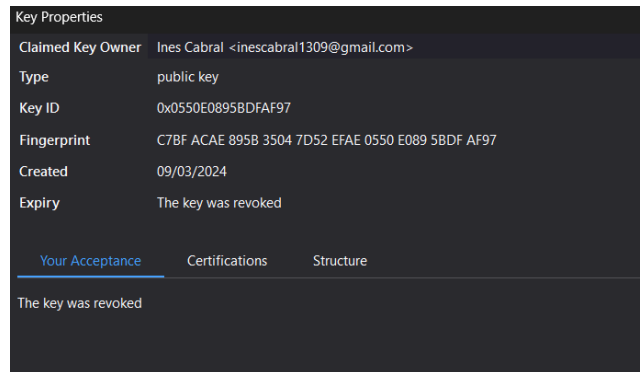 Key Properties
Claimed Key Owner Ines Cabral <inescabral1309@gmail.com>
Type public key
Key ID 0x0550E0895BDFAF97
Fingerprint C7BF ACAE 895B 3504 7D52 EFAE 0550 E089 5BDF AF97
Created 09/03/2024
Expiry The key was revoked
Your Acceptance Certifications Structure
The key was revoked